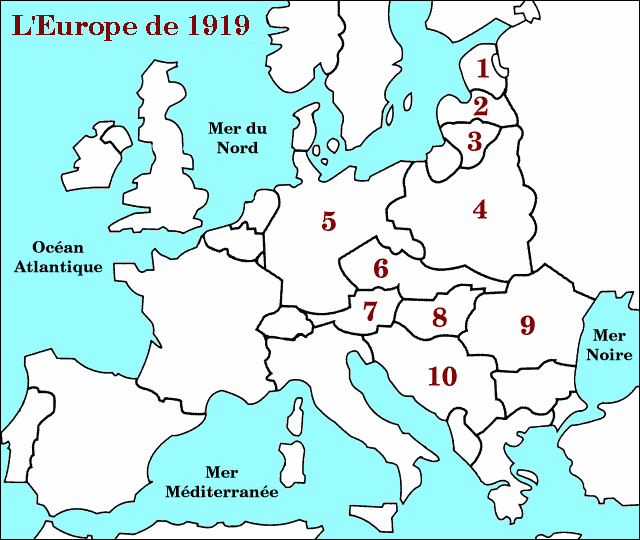 L'Europe de 1919
1
2
Mer du
Nord
3
4
5
Océan
Atlantique
6
7
8
9
Mer
Noire
10
Mer
Méditerranée